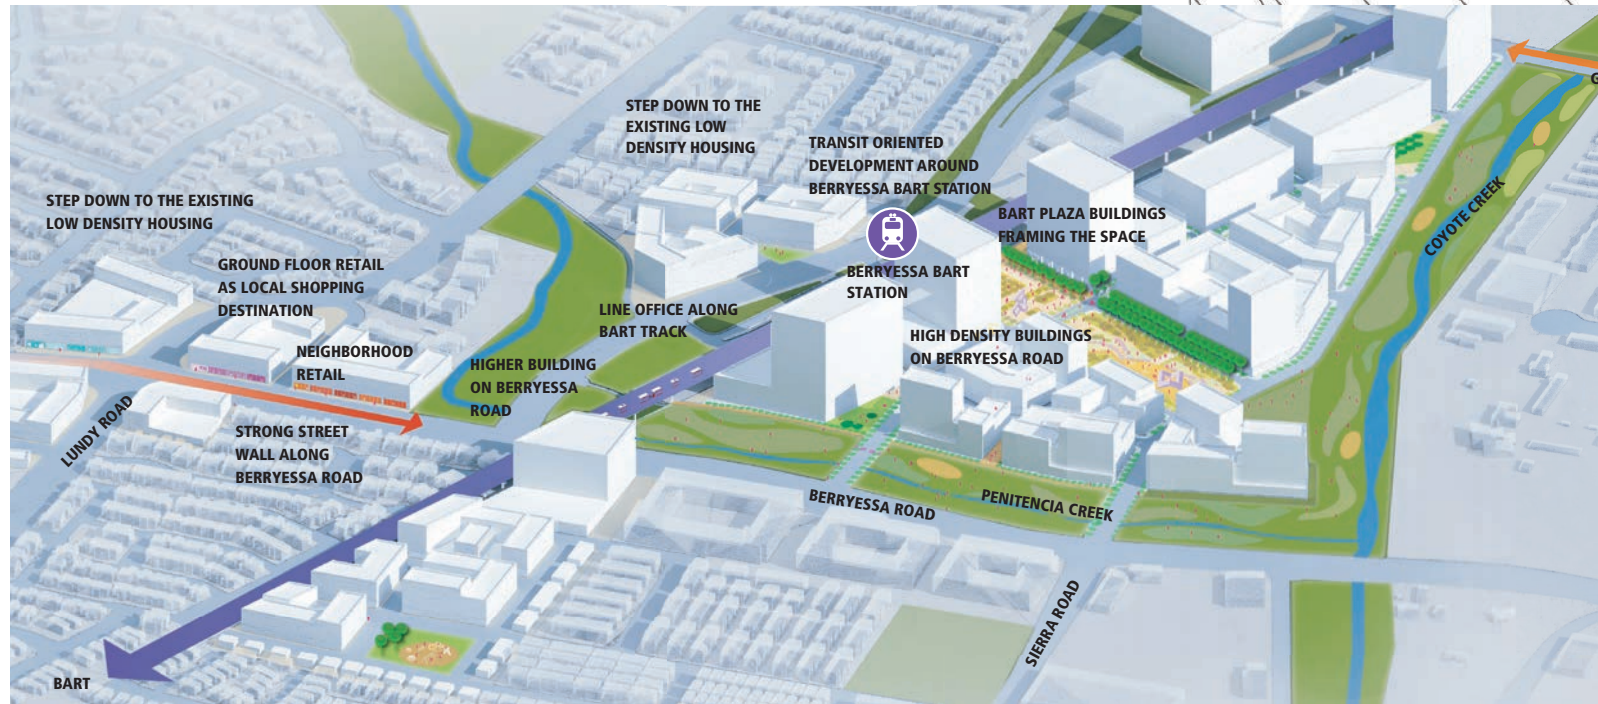 G
STEP DOWN TO THE
EXISTING LOW
DENSITY HOUSING
TRANSIT ORIENTED
DEVELOPMENT AROUND
BERRYESSA BART STATION
STEP DOWN TO THE EXISTING
LOW DENSITY HOUSING
BART PLAZA BUILDINGS
FRAMING THE SPACE
COYOTE CREEK
GROUND FLOOR RETAIL
AS LOCAL SHOPPING
DESTINATION
BERRYESSA BART
STATION
LINE OFFICE ALONG
BART TRACK
HIGH DENSITY BUILDINGS
ON BERRYESSA ROAD
NEIGHBORHOOD
RETAIL
HIGHER BUILDING
ON BERRYESSA
ROAD
LUNDY ROAD
STRONG STREET
WALL ALONG
BERRYESSA ROAD
BERRYESSA ROAD
PENITENCIA CREEK
SIERRA ROAD
BART